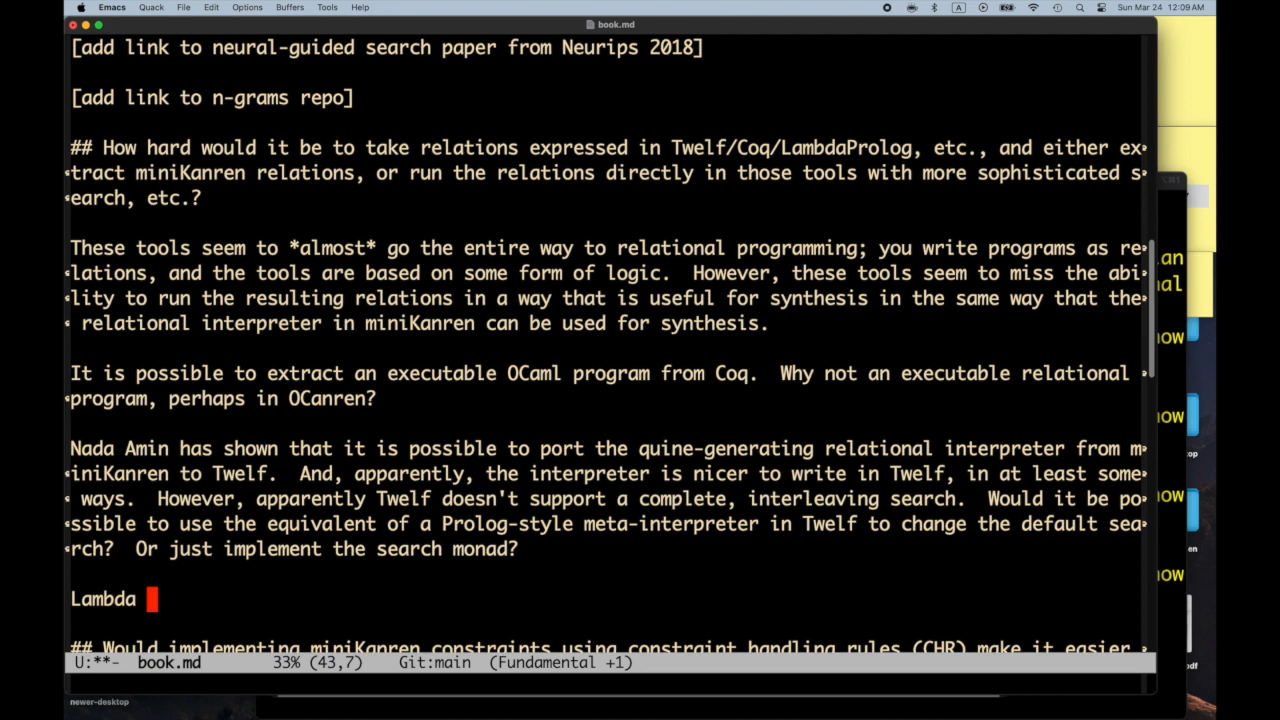 Emacs Quack File Edit Options Buffers Tools Help
A
Sun Mar 24 12:09 AM
book.md
[add link to neural-guided search paper from Neurips 2018]
[add link to n-grams repo]
## How hard would it be to take relations expressed in Twelf/Coq/LambdaProlog, etc., and either ex
tract miniKanren relations, or run the relations directly in those tools with more sophisticated s
earch, etc.?
These tools seem to *almost* go the entire way to relational programming; you write programs as re
lations, and the tools are based on some form of logic.  However, these tools seem to miss the abi
lity to run the resulting relations in a way that is useful for synthesis in the same way that the
relational interpreter in miniKanren can be used for synthesis.
It is possible to extract an executable OCaml program from Coq.  Why not an executable relational
program, perhaps in OCanren?
Nada Amin has shown that it is possible to port the quine-generating relational interpreter from m
iniKanren to Twelf.  And, apparently, the interpreter is nicer to write in Twelf, in at least some
ways.  However, apparently Twelf doesn't support a complete, interleaving search.  Would it be po
ssible to use the equivalent of a Prolog-style meta-interpreter in Twelf to change the default sea
rch?  Or just implement the search monad?
Lambda
## Would implementing miniKanren constraints using constraint handling rules (CHR) make it easier
U:**-  book.md  33% (43,7)  Git:main  (Fundamental +1)
an
al
ow
ow
op
ow
en
ow
pdf
newer-desktop